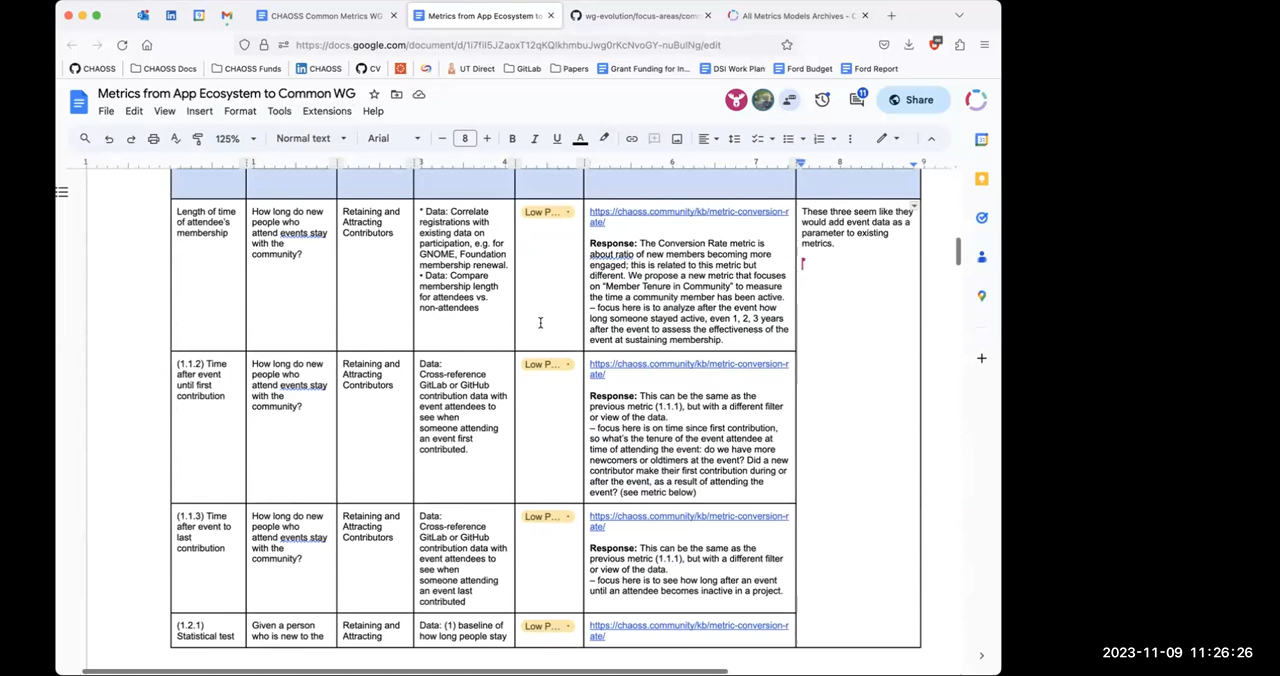 CHAOSS Common Metrics WG
Metrics from App Ecosystem to
wg-evolution/focus-areas/com
All Metrics Models Archives - C
https://docs.google.com/document/d/1i7fiI5JZaoxT12qKQIkhmbuJwg0rKcNvoGY-nuBulNg/edit
CHAOSS
CHAOSS Docs
CHAOSS Funds
CHAOSS
CV
UT Direct
GitLab
Papers
Grant Funding for In...
DSI Work Plan
Ford Budget
Ford Report
Metrics from App Ecosystem to Common WG
File Edit View Insert Format Tools Extensions Help
11
Share
125%
Normal text
Arial
8
B I U A
1 1 3 4 6 7 8 9
Length of time
of attendee's
membership
How long do new
people who
attend events stay
with the
community?
Retaining and
Attracting
Contributors
* Data: Correlate
registrations with
existing data on
participation, e.g. for
GNOME, Foundation
membership renewal.
• Data: Compare
membership length
for attendees vs.
non-attendees
Low P...
https://chaoss.community/kb/metric-conversion-r
ate/
Response: The Conversion Rate metric is
about ratio of new members becoming more
engaged; this is related to this metric but
different. We propose a new metric that focuses
on "Member Tenure in Community" to measure
the time a community member has been active.
– focus here is to analyze after the event how
long someone stayed active, even 1, 2, 3 years
after the event to assess the effectiveness of the
event at sustaining membership.
These three seem like they
would add event data as a
parameter to existing
metrics.
(1.1.2) Time
after event
until first
contribution
How long do new
people who
attend events stay
with the
community?
Retaining and
Attracting
Contributors
Data:
Cross-reference
GitLab or GitHub
contribution data with
event attendees to
see when
someone attending
an event first
contributed.
Low P...
https://chaoss.community/kb/metric-conversion-r
ate/
Response: This can be the same as the
previous metric (1.1.1), but with a different filter
or view of the data.
– focus here is on time since first contribution,
so what's the tenure of the event attendee at
time of attending the event: do we have more
newcomers or oldtimers at the event? Did a new
contributor make their first contribution during or
after the event, as a result of attending the
event? (see metric below)
(1.1.3) Time
after event to
last
contribution
How long do new
people who
attend events stay
with the
community?
Retaining and
Attracting
Contributors
Data:
Cross-reference
GitLab or GitHub
contribution data with
event attendees to
see when
someone attending
an event last
contributed
Low P...
https://chaoss.community/kb/metric-conversion-r
ate/
Response: This can be the same as the
previous metric (1.1.1), but with a different filter
or view of the data.
– focus here is to see how long after an event
until an attendee becomes inactive in a project.
(1.2.1)
Statistical test
Given a person
who is new to the
Retaining and
Attracting
Data: (1) baseline of
how long people stay
Low P...
https://chaoss.community/kb/metric-conversion-r
ate/
2023-11-09 11:26:26